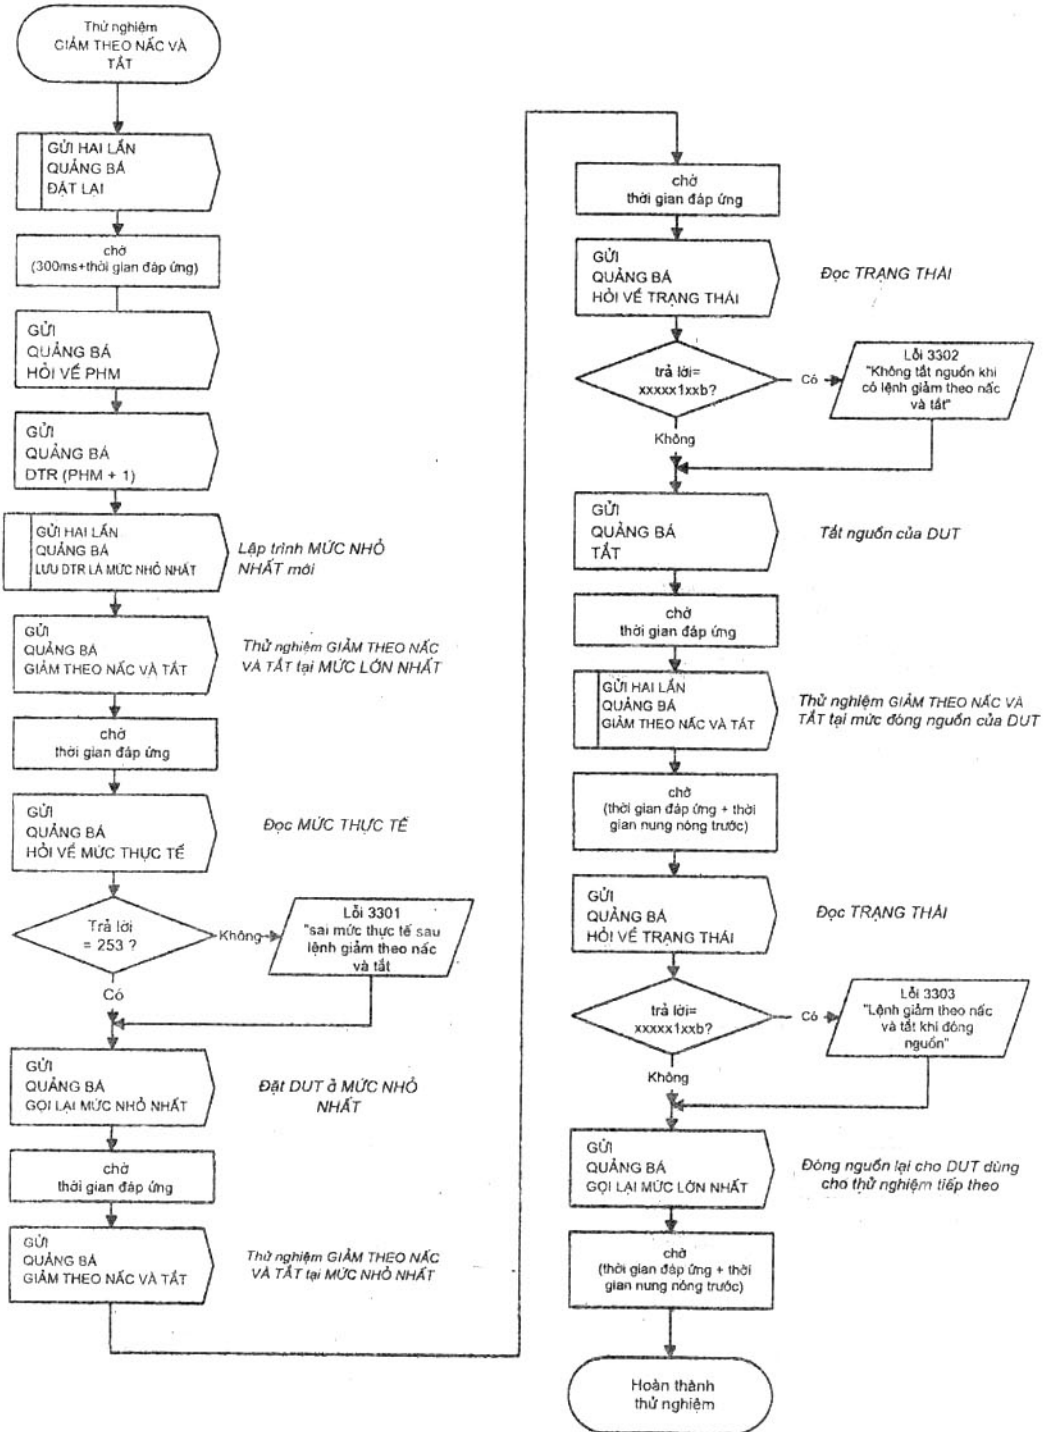 Thử nghiệm
GIẢM THEO NẤC VÀ
TẮT
GỬI HAI LẦN
QUẢNG BÁ
ĐẶT LẠI
chờ
(300ms+thời gian đáp ứng)
GỬI
QUẢNG BÁ
HỎI VỀ PHM
GỬI
QUẢNG BÁ
DTR (PHM + 1)
GỬI HAI LẦN
QUẢNG BÁ
LƯU DTR LÀ MỨC NHỎ NHẤT
Lập trình MỨC NHỎ
NHẤT mới
GỬI
QUẢNG BÁ
GIẢM THEO NẤC VÀ TẮT
Thử nghiệm GIẢM THEO NẤC
VÀ TẮT tại MỨC LỚN NHẤT
chờ
thời gian đáp ứng
GỬI
QUẢNG BÁ
HỎI VỀ MỨC THỰC TẾ
Đọc MỨC THỰC TẾ
Trả lời
= 253 ?
Không
Lỗi 3301
"sai mức thực tế sau
lệnh giảm theo nấc
và tắt
Có
GỬI
QUẢNG BÁ
GỌI LẠI MỨC NHỎ NHẤT
Đặt DUT ở MỨC NHỎ
NHẤT
chờ
thời gian đáp ứng
GỬI
QUẢNG BÁ
GIẢM THEO NẤC VÀ TẮT
Thử nghiệm GIẢM THEO NẤC
VÀ TẮT tại MỨC NHỎ NHẤT
chờ
thời gian đáp ứng
GỬI
QUẢNG BÁ
HỎI VỀ TRẠNG THÁI
Đọc TRẠNG THÁI
trả lời=
xxxxx1xxb?
Có
Lỗi 3302
"Không tắt nguồn khi
có lệnh giảm theo nấc
và tắt"
Không
GỬI
QUẢNG BÁ
TẮT
Tắt nguồn của DUT
chờ
thời gian đáp ứng
GỬI HAI LẦN
QUẢNG BÁ
GIẢM THEO NẤC VÀ TẮT
Thử nghiệm GIẢM THEO NẤC VÀ
TẮT tại mức đóng nguồn của DUT
chờ
(thời gian đáp ứng + thời
gian nung nóng trước)
GỬI
QUẢNG BÁ
HỎI VỀ TRẠNG THÁI
Đọc TRẠNG THÁI
trả lời=
xxxxx1xxb?
Có
Lỗi 3303
"Lệnh giảm theo nấc
và tắt khi đóng
nguồn"
Không
GỬI
QUẢNG BÁ
GỌI LẠI MỨC LỚN NHẤT
Đóng nguồn lại cho DUT dùng
cho thử nghiệm tiếp theo
chờ
(thời gian đáp ứng + thời
gian nung nóng trước)
Hoàn thành
thử nghiệm